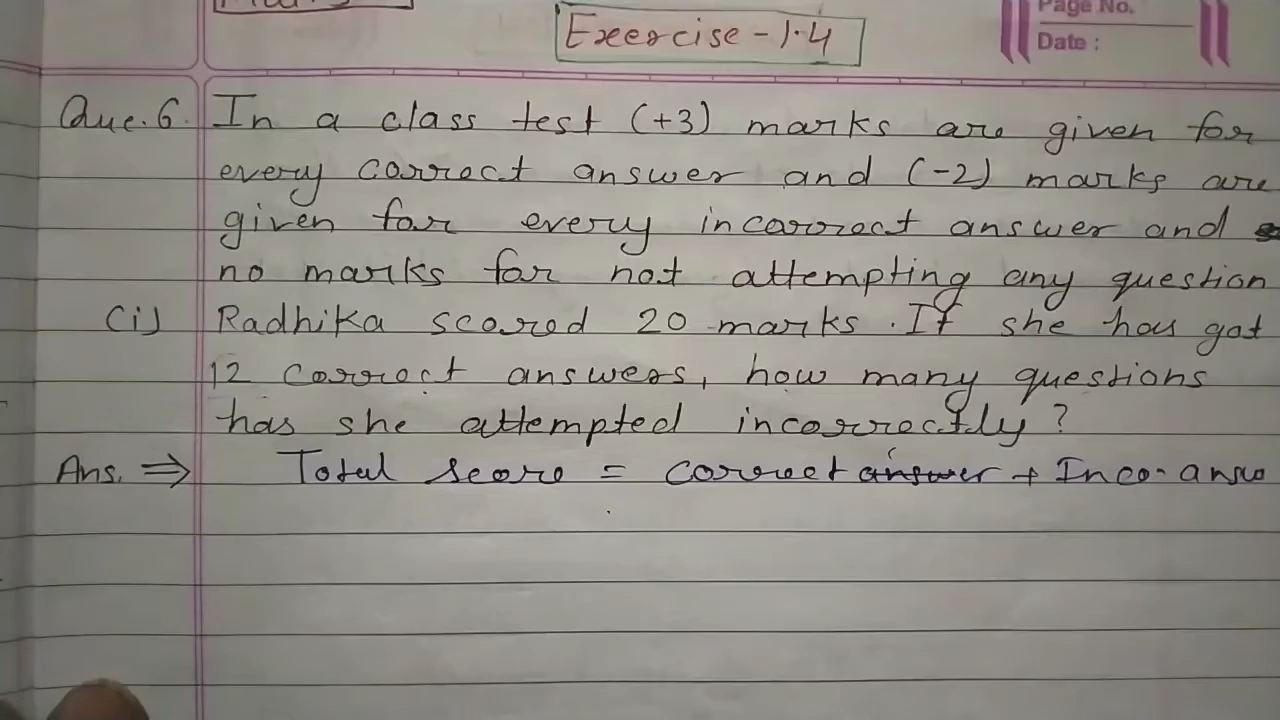 Exercise - 1.4
Page No.
Date :
Que. 6. In a class test (+3) marks are given for
every correct answer and (-2) marks are
given for every incorrect answer and
no marks for not attempting any question
(i) Radhika scored 20 marks. If she has got
12 correct answers, how many questions
has she attempted incorrectly?
Ans. ⇒ Total score = correct answer + Inco. answ